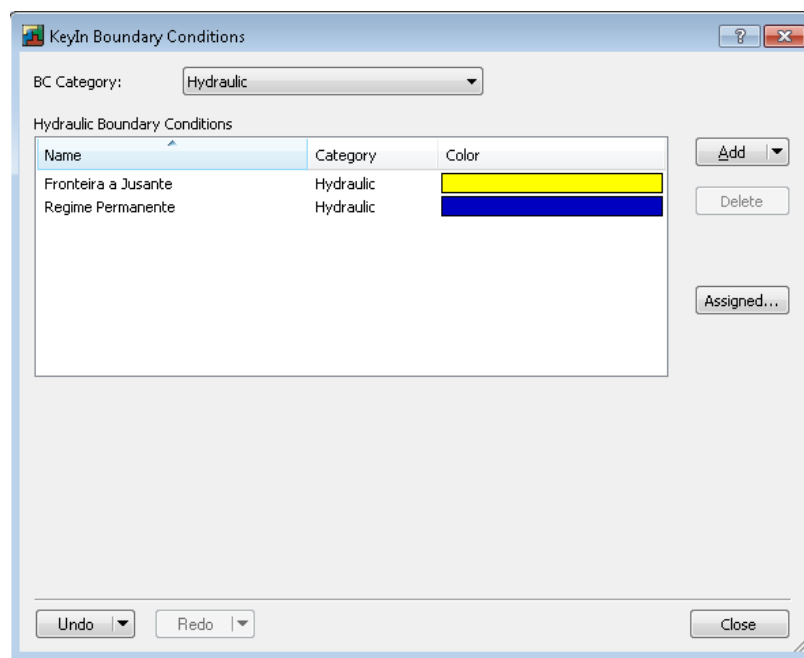 KeyIn Boundary Conditions
BC Category: Hydraulic
Hydraulic Boundary Conditions
Name Category Color
Add
Fronteira a Jusante Hydraulic
Regime Permanente Hydraulic
Delete
Assigned...
Undo Redo Close